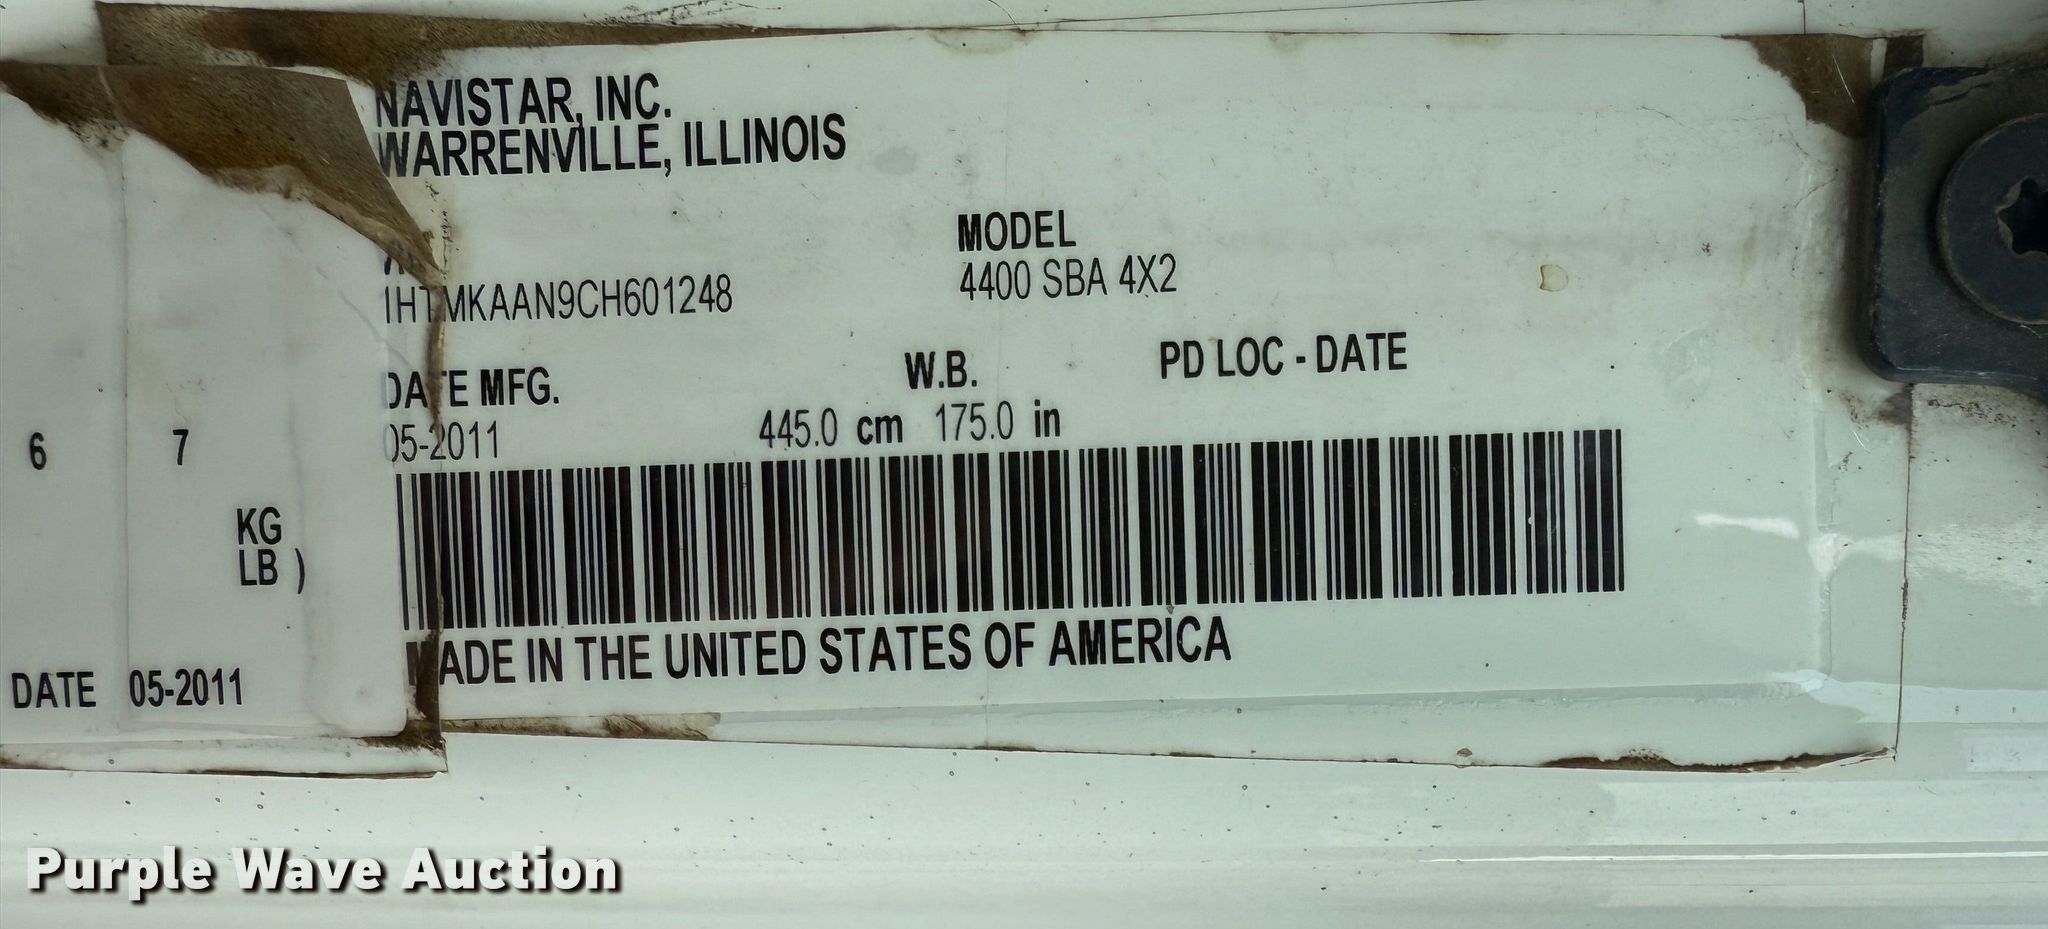 NAVISTAR, INC.
WARRENVILLE, ILLINOIS
MODEL
1HTMKAAN9CH601248
4400 SBA 4X2
DATE MFG.
W.B.
PD LOC - DATE
05-2011
445.0 cm 175.0 in
MADE IN THE UNITED STATES OF AMERICA
6 7
KG
LB )
DATE 05-2011
Purple Wave Auction